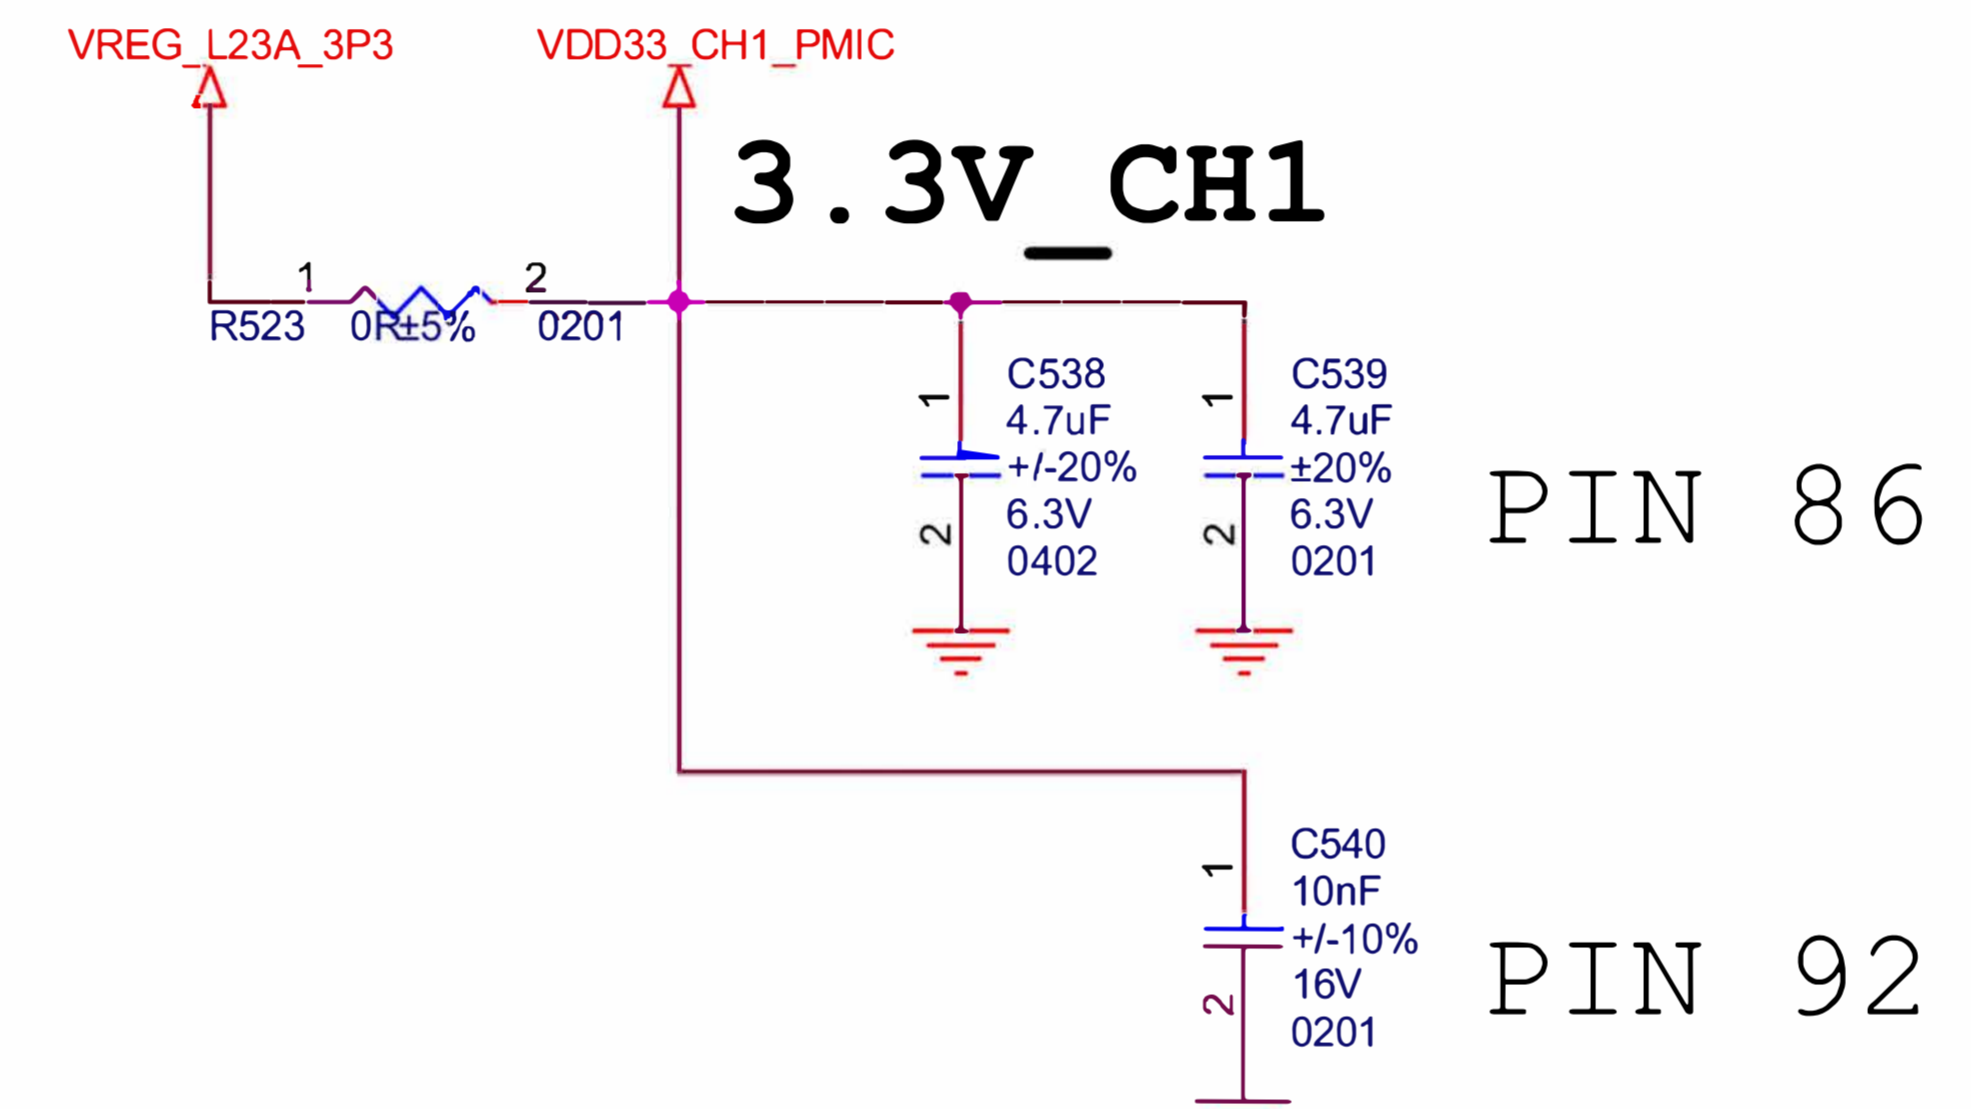 VREG_L23A_3P3
VDD33_CH1_PMIC
3.3V_CH1
1
2
R523
0R±5%
0201
1
2
C538
4.7uF
+/-20%
6.3V
0402
1
2
C539
4.7uF
±20%
6.3V
0201
PIN 86
1
2
C540
10nF
+/-10%
16V
0201
PIN 92